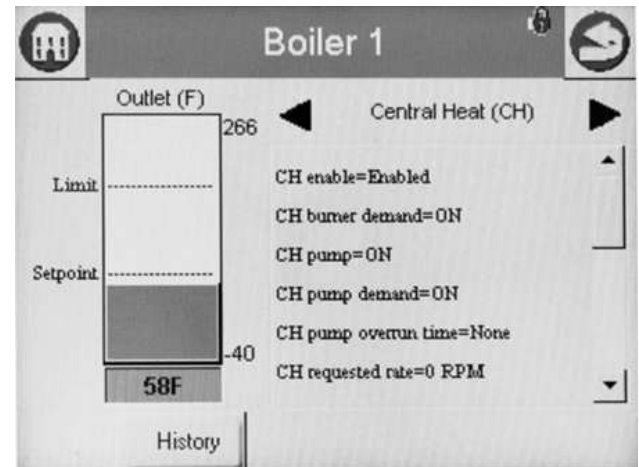 Boiler 1
Outlet (F)
266
Limit
Setpoint
-40
58F
History
Central Heat (CH)
CH enable=Enabled
CH burner demand=ON
CH pump=ON
CH pump demand=ON
CH pump overrun time=None
CH requested rate=0 RPM